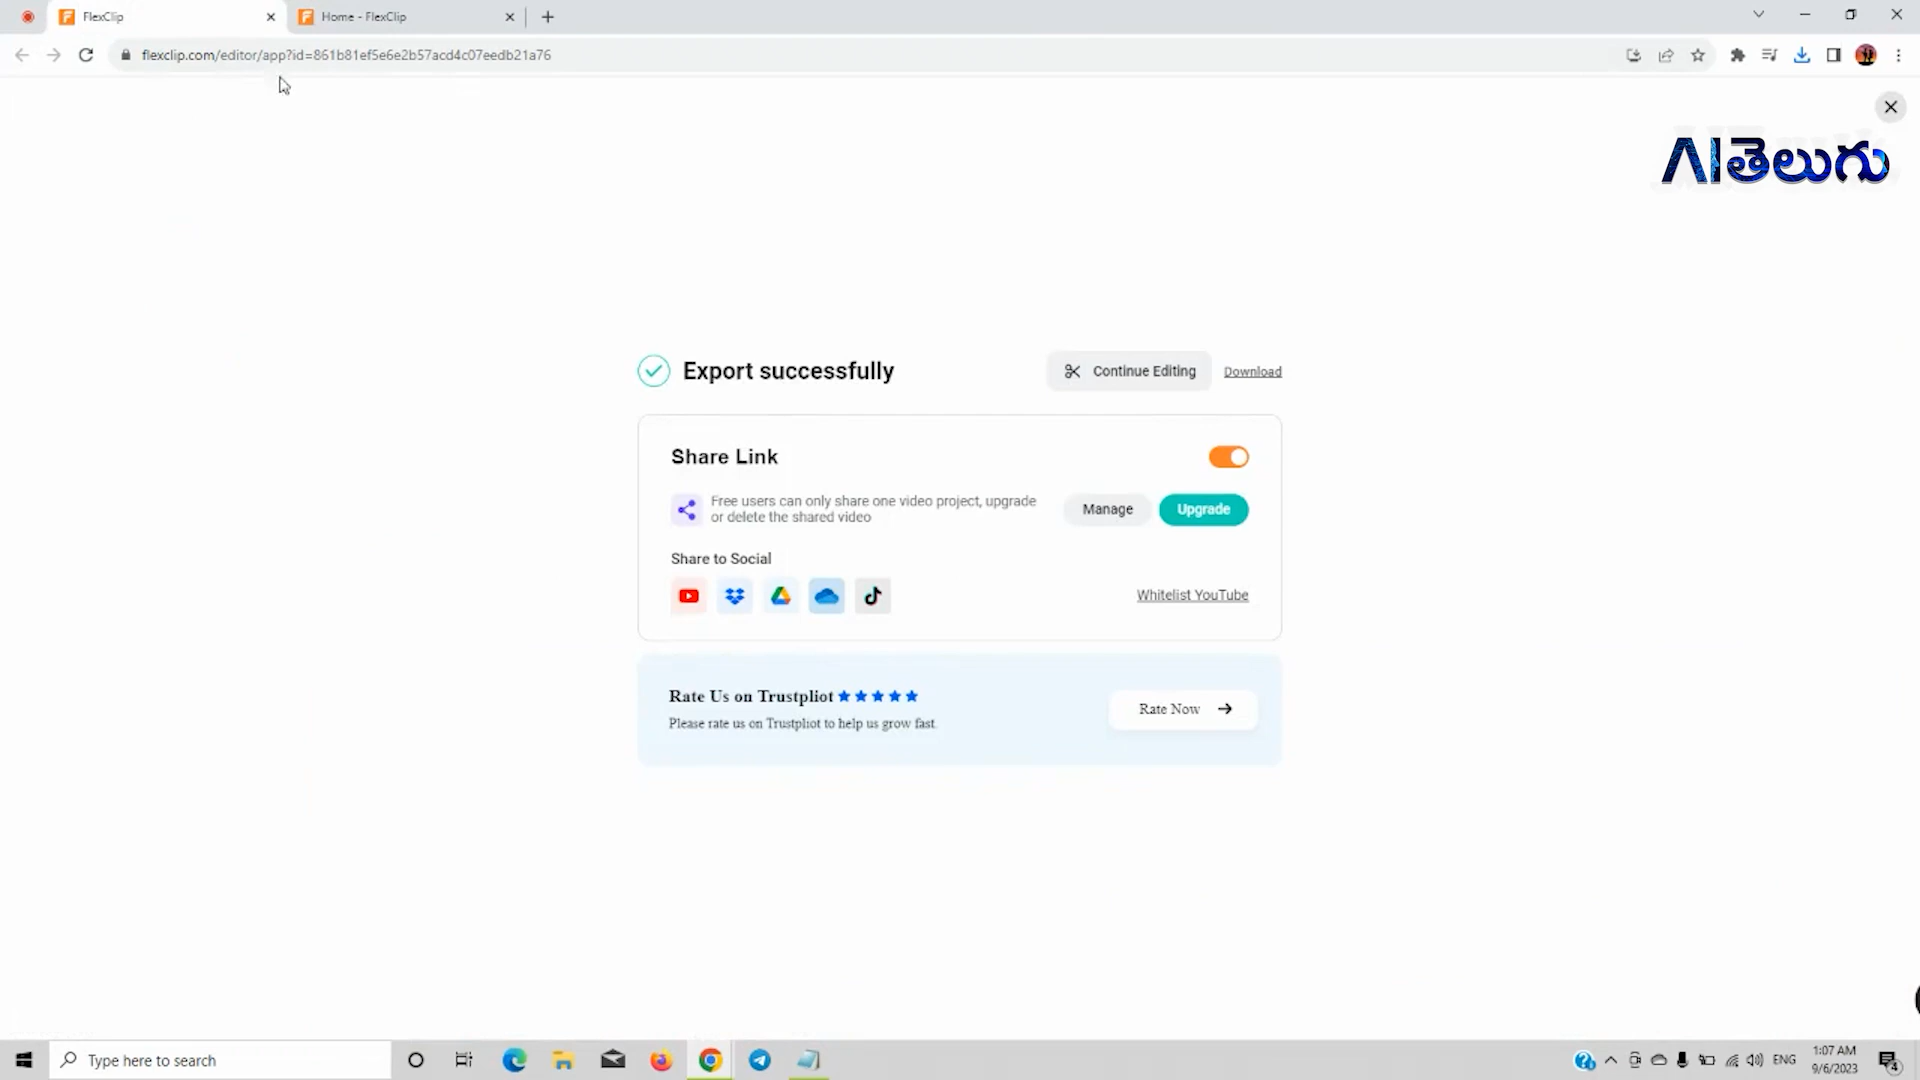 FlexClip
Home - FlexClip
flexclip.com/editor/app?id=861b81ef5e6e2b57acd4c07eedb21a76
AIతెలుగు
Export successfully
Continue Editing
Download
Share Link
Free users can only share one video project, upgrade
or delete the shared video
Manage
Upgrade
Share to Social
Whitelist YouTube
Rate Us on Trustpliot
Please rate us on Trustpliot to help us grow fast.
Rate Now
Type here to search
ENG
1:07 AM
9/6/2023
4